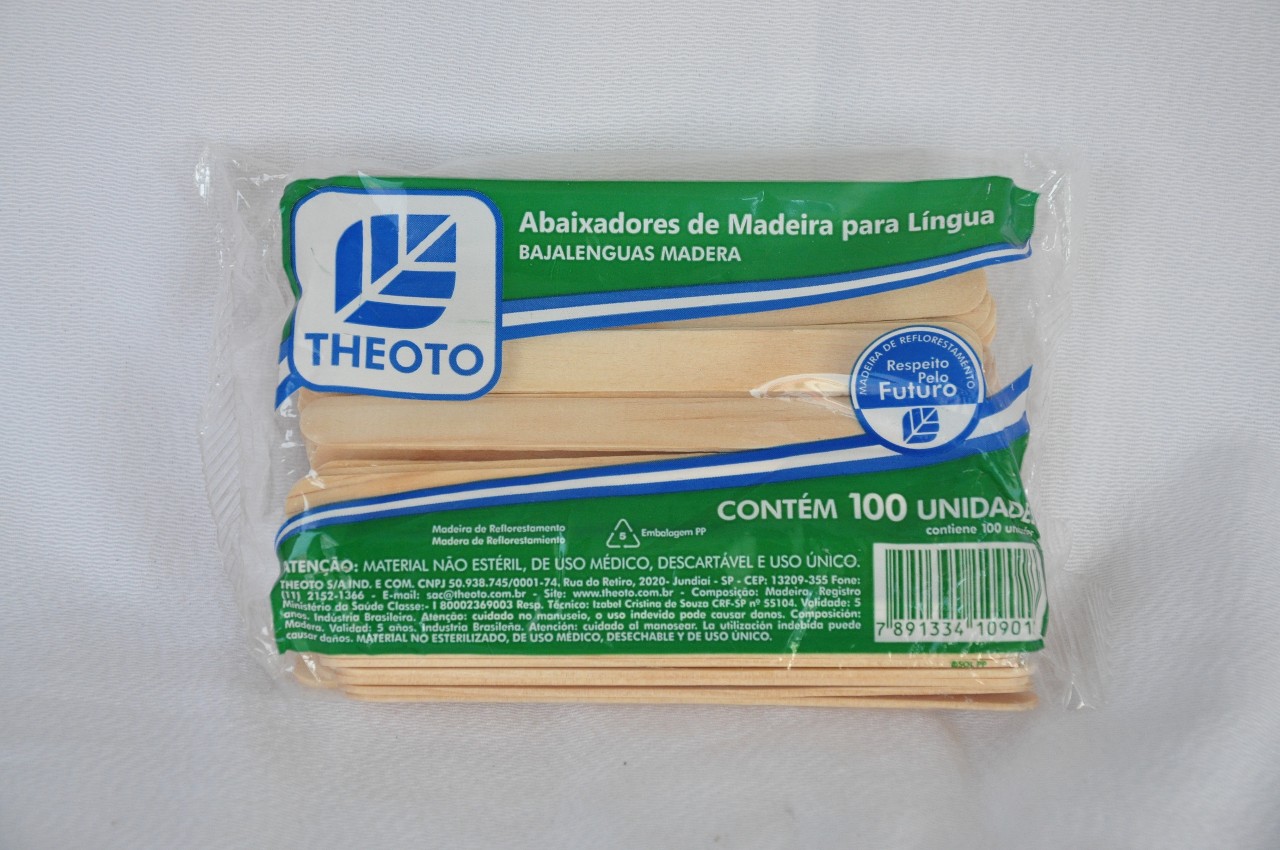 THEOTO
Abaixadores de Madeira para Língua
BAJALENGUAS MADERA
MADEIRA DE REFLORESTAMENTO
Respeito
Pelo
Futuro
CONTÉM 100 UNIDADE
contiene 100
Madeira de Reflorestamento
Madera de Reflorestamiento
5
Embalagem PP
ATENÇÃO: MATERIAL NÃO ESTÉRIL, DE USO MÉDICO, DESCARTÁVEL E USO ÚNICO.
THEOTO S/A IND. E COM. CNPJ 50.938.745/0001-74, Rua do Retiro, 2020- Jundiaí - SP - CEP: 13209-355 Fone:
(11) 2152-1366 - E-mail: sac@theoto.com.br - Site: www.theoto.com.br - Composição: Madeira, Registro
Ministério da Saúde Classe:- I 80002369003 Resp. Técnico: Izabel Cristina de Souza CRF-SP nº 55104. Validade: 5
anos. Indústria Brasileira. Atenção: cuidado no manuseio, o uso indevido pode causar danos. Composición:
Madera. Validad: 5 años. Industria Brasileña. Atención: cuidado al manosear. La utilización indebida puede
causar daños. MATERIAL NO ESTERILIZADO, DE USO MÉDICO, DESECHABLE Y DE USO ÚNICO.
7 891334 10901